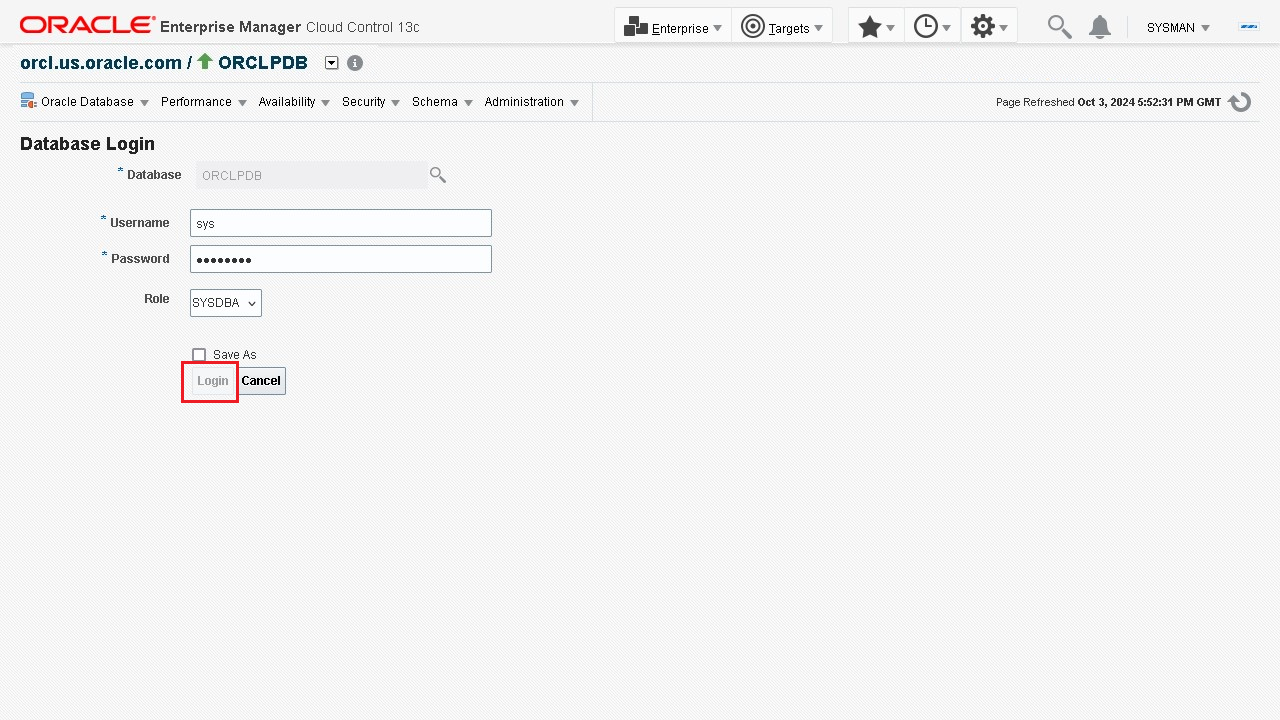 ORACLE Enterprise Manager Cloud Control 13c Enterprise Targets SYSMAN
orcl.us.oracle.com / ORCLPDB
Oracle Database Performance Availability Security Schema Administration Page Refreshed Oct 3, 2024 5:52:31 PM GMT
Database Login
* Database ORCLPDB
* Username sys
* Password ••••••••
Role SYSDBA
Save As
Login Cancel